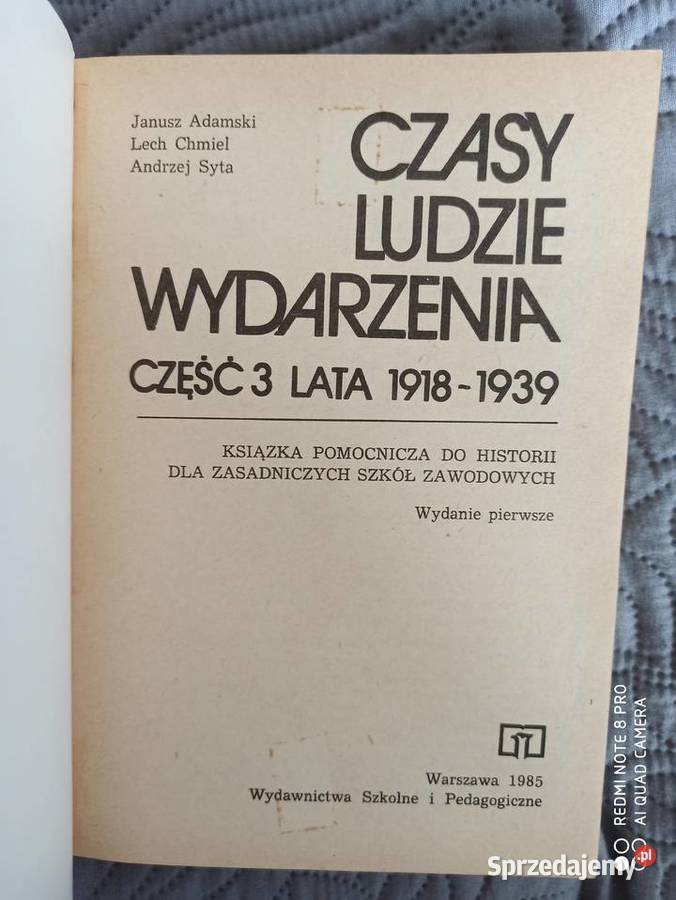 Janusz Adamski
Lech Chmiel
Andrzej Syta
CZASY
LUDZIE
WYDARZENIA
CZĘŚĆ 3 LATA 1918-1939
KSIĄŻKA POMOCNICZA DO HISTORII
DLA ZASADNICZYCH SZKÓŁ ZAWODOWYCH
Wydanie pierwsze
Warszawa 1985
Wydawnictwa Szkolne i Pedagogiczne
REDMI NOTE 8 PRO
AI QUAD CAMERA
Sprzedajemy.pl